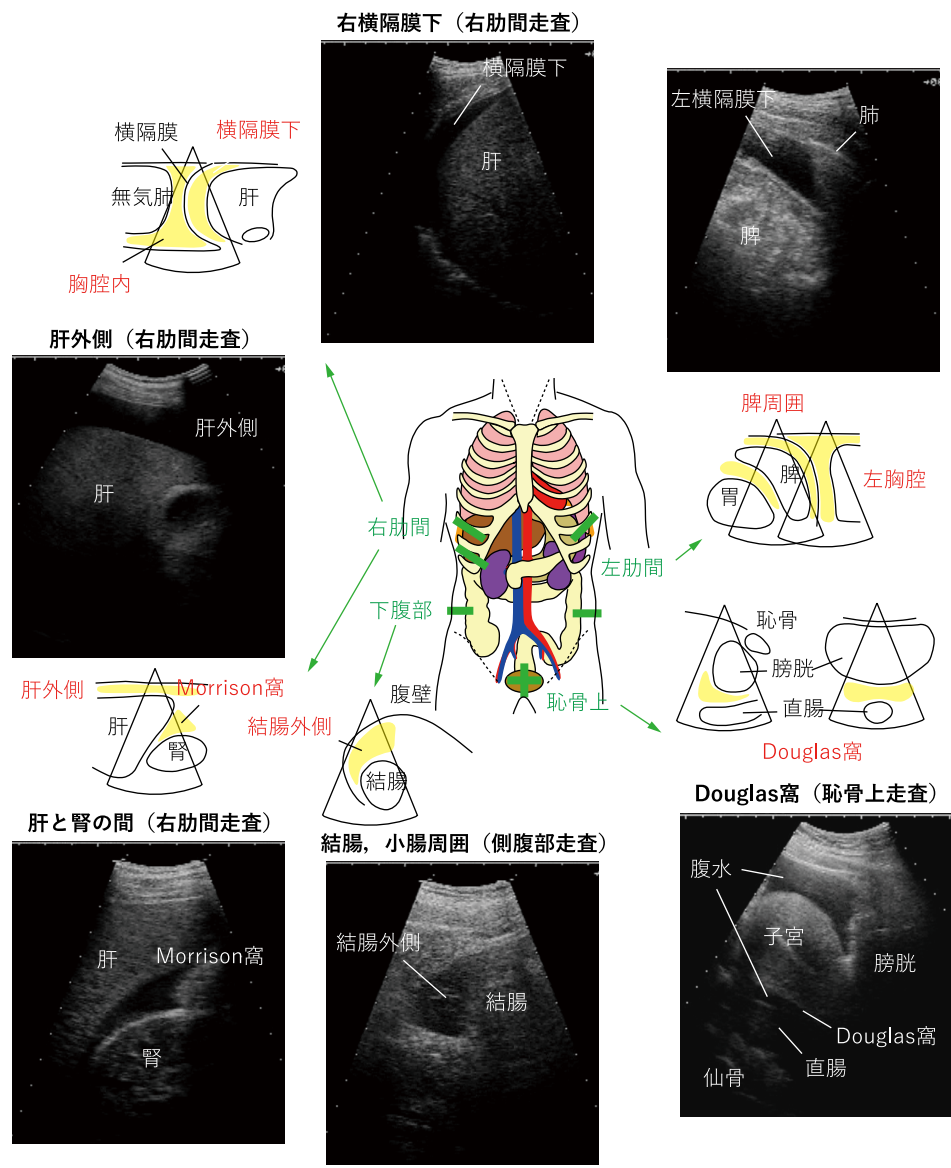 右横隔膜下（右肋間走査）
横隔膜下
肝
左横隔膜下
肺
脾
横隔膜
横隔膜下
無気肺
肝
胸腔内
肝外側（右肋間走査）
肝外側
肝
脾周囲
胃
脾
左胸腔
右肋間
左肋間
下腹部
恥骨上
恥骨
膀胱
直腸
Douglas窩
肝外側
Morrison窩
肝
腎
腹壁
結腸外側
結腸
肝と腎の間（右肋間走査）
肝
Morrison窩
腎
結腸，小腸周囲（側腹部走査）
結腸外側
結腸
Douglas窩（恥骨上走査）
腹水
子宮
膀胱
Douglas窩
直腸
仙骨